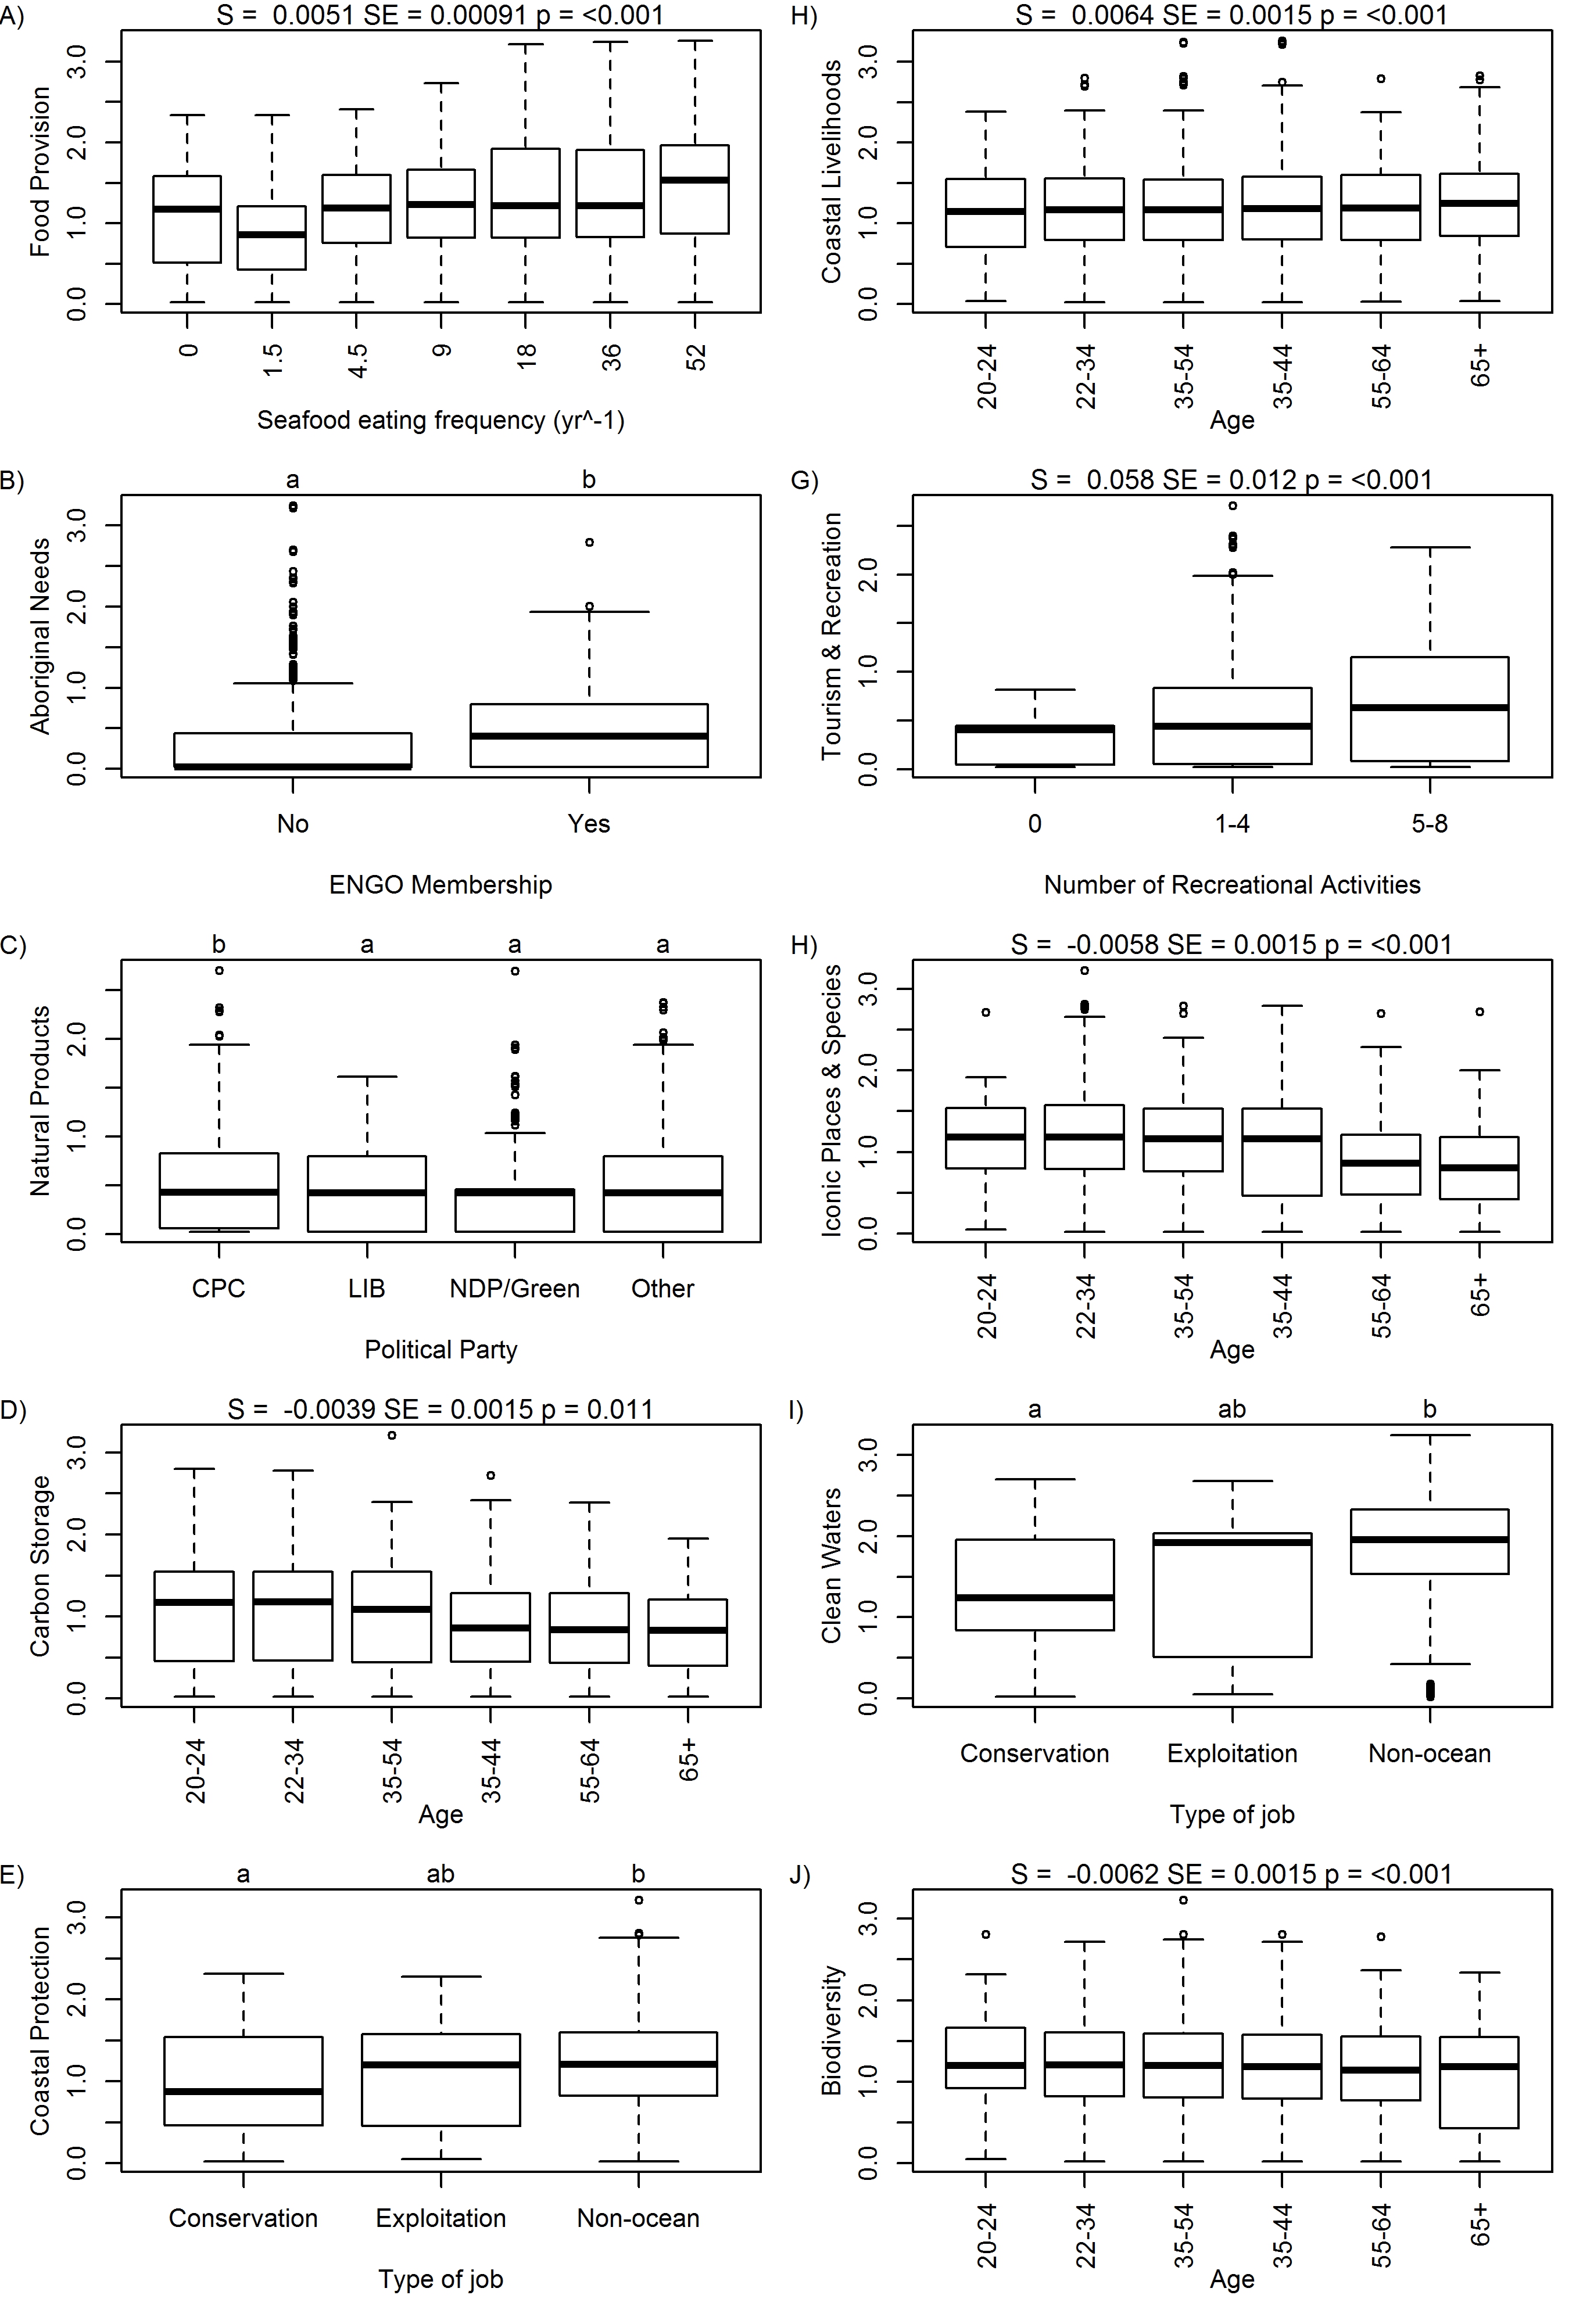 A)
S = 0.0051 SE = 0.00091 p = <0.001
Food Provision
0.0 1.0 2.0 3.0
0 1.5 4.5 9 18 36 52
Seafood eating frequency (yr^-1)
H)
S = 0.0064 SE = 0.0015 p = <0.001
Coastal Livelihoods
0.0 1.0 2.0 3.0
20-24 22-34 35-54 35-44 55-64 65+
Age
B)
a b
Aboriginal Needs
0.0 1.0 2.0 3.0
No Yes
ENGO Membership
G)
S = 0.058 SE = 0.012 p = <0.001
Tourism & Recreation
0.0 1.0 2.0
0 1-4 5-8
Number of Recreational Activities
C)
b a a a
Natural Products
0.0 1.0 2.0
CPC LIB NDP/Green Other
Political Party
H)
S = -0.0058 SE = 0.0015 p = <0.001
Iconic Places & Species
0.0 1.0 2.0 3.0
20-24 22-34 35-54 35-44 55-64 65+
Age
D)
S = -0.0039 SE = 0.0015 p = 0.011
Carbon Storage
0.0 1.0 2.0 3.0
20-24 22-34 35-54 35-44 55-64 65+
Age
I)
a ab b
Clean Waters
0.0 1.0 2.0 3.0
Conservation Exploitation Non-ocean
Type of job
E)
a ab b
Coastal Protection
0.0 1.0 2.0 3.0
Conservation Exploitation Non-ocean
Type of job
J)
S = -0.0062 SE = 0.0015 p = <0.001
Biodiversity
0.0 1.0 2.0 3.0
20-24 22-34 35-54 35-44 55-64 65+
Age